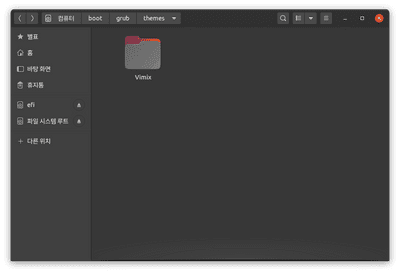 컴퓨터 boot grub themes
별표
홈
바탕 화면
휴지통
efi
파일 시스템 루트
다른 위치
Vimix